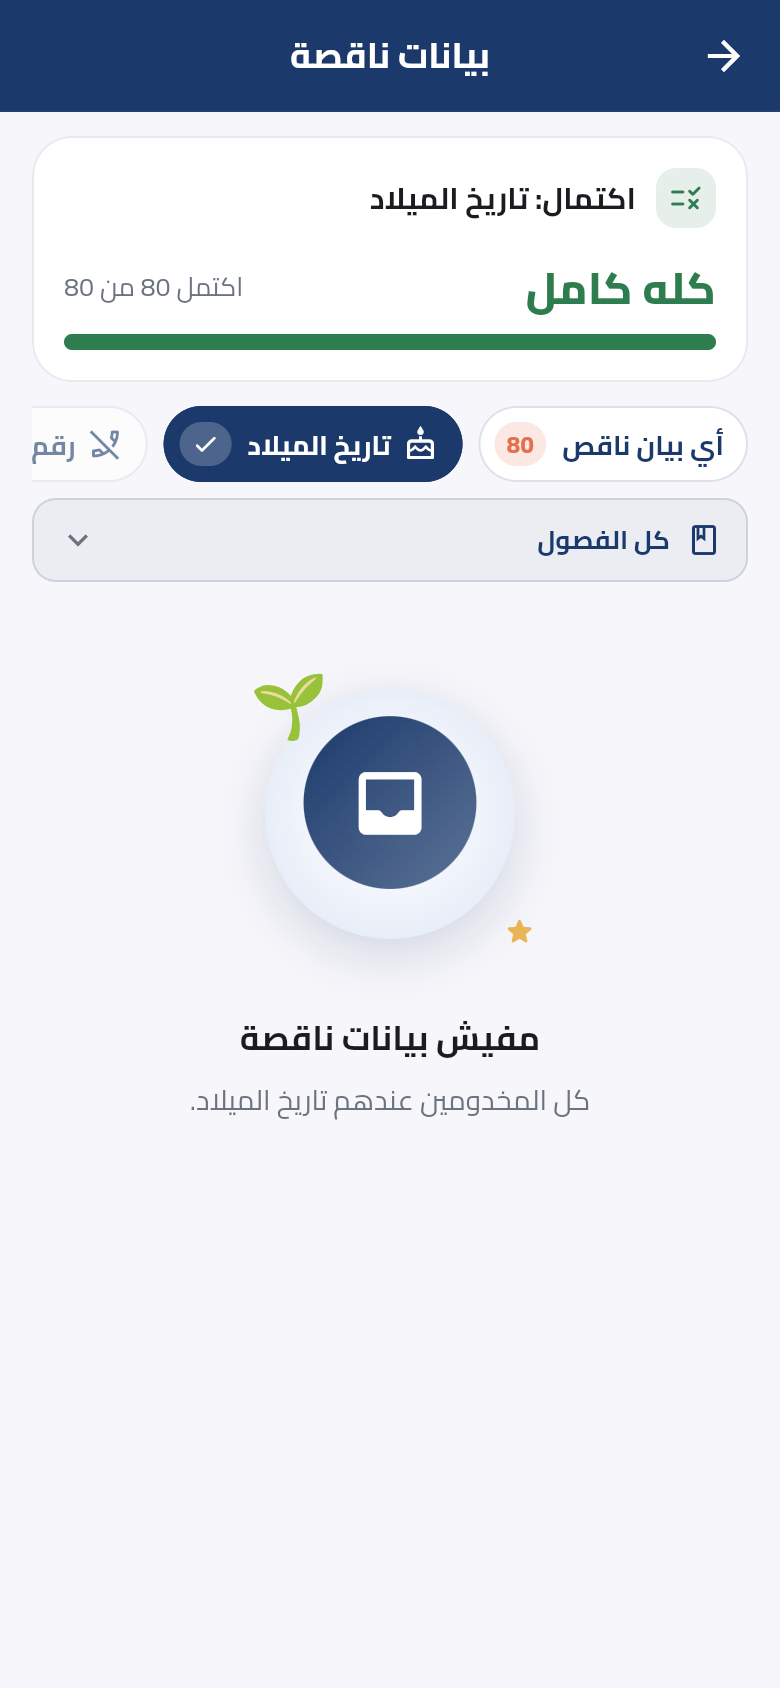 بيانات ناقصة
اكتمال: تاريخ الميلاد
كله كامل
اكتمل 80 من 80
أي بيان ناقص 80
تاريخ الميلاد
رقم
كل الفصول
مفيش بيانات ناقصة
كل المخدومين عندهم تاريخ الميلاد.